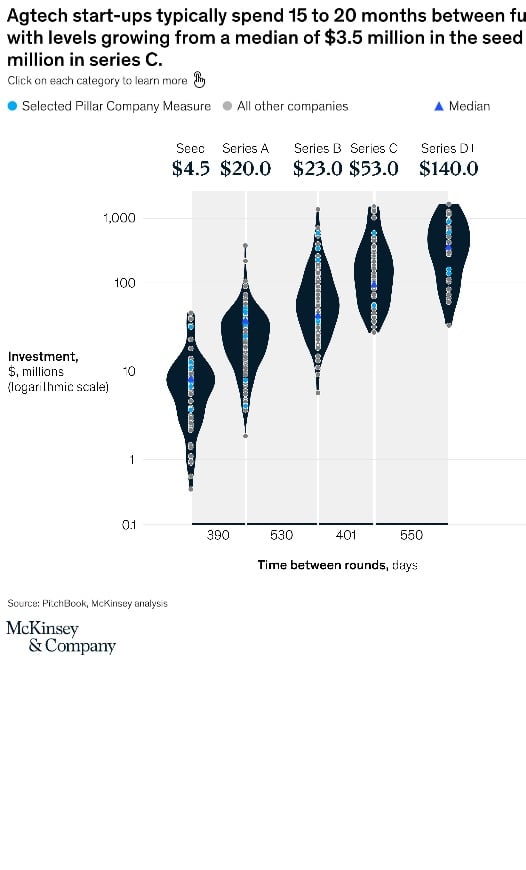 Agtech start-ups typically spend 15 to 20 months between fu
with levels growing from a median of $3.5 million in the seed
million in series C.
Click on each category to learn more
Selected Pillar Company Measure All other companies Median
Seed Series A Series B Series C Series D+
$4.5 $20.0 $23.0 $53.0 $140.0
1,000
100
Investment,
$, millions
(logarithmic scale)
10
1
0.1
390 530 401 550
Time between rounds, days
Source: PitchBook, McKinsey analysis
McKinsey
& Company